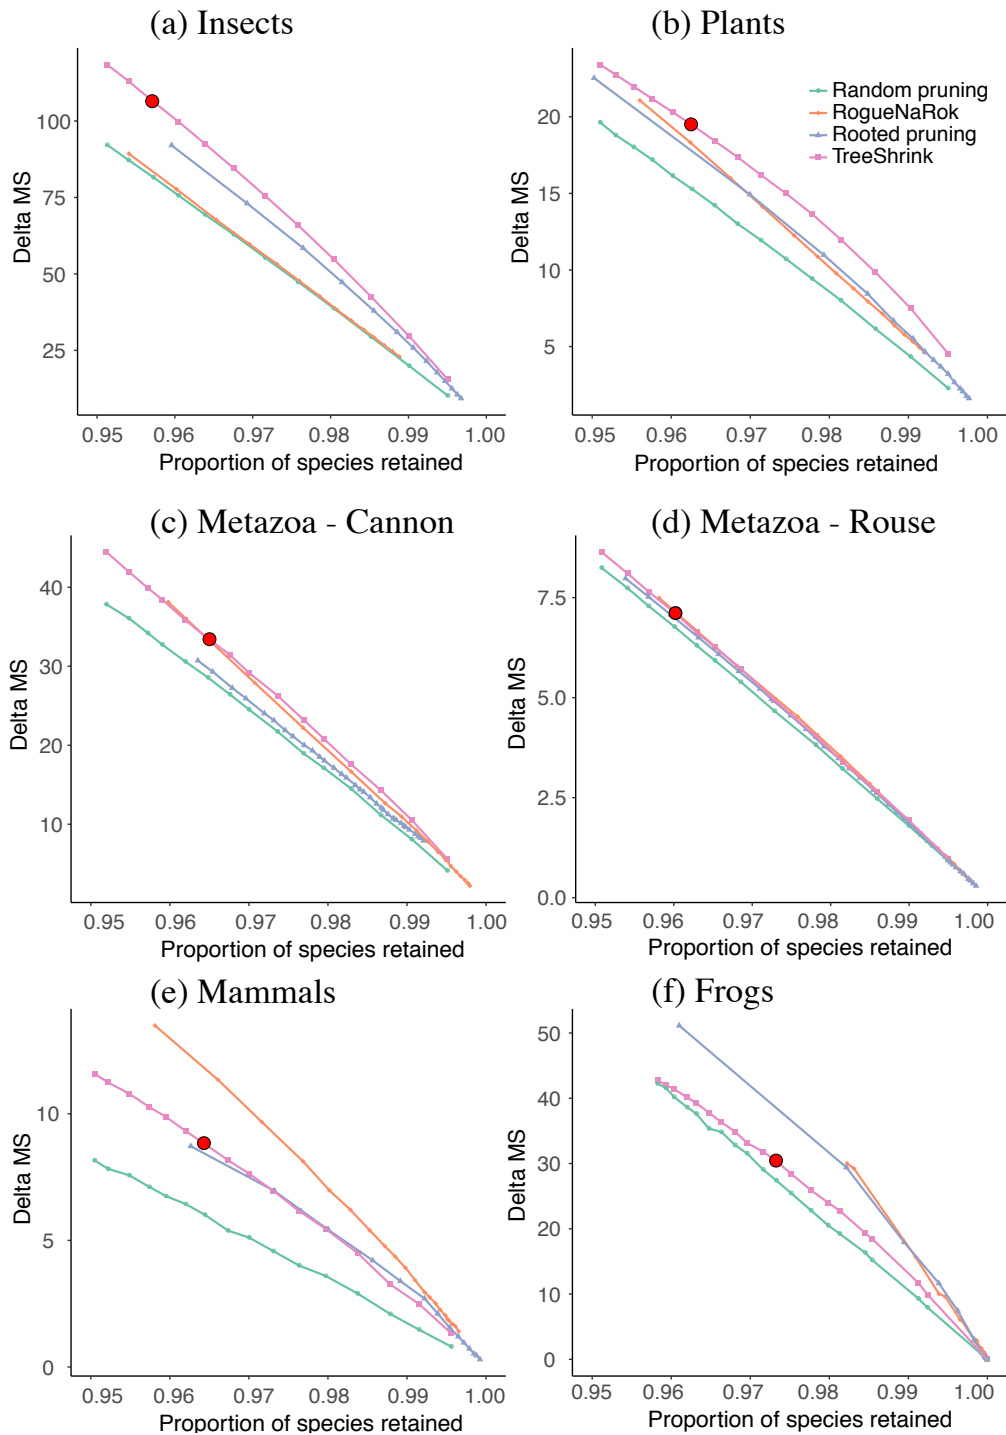 (a) Insects
Delta MS
100
75
50
25
0.95 0.96 0.97 0.98 0.99 1.00
Proportion of species retained
(b) Plants
Random pruning
RogueNaRok
Rooted pruning
TreeShrink
Delta MS
20
15
10
5
0.95 0.96 0.97 0.98 0.99 1.00
Proportion of species retained
(c) Metazoa - Cannon
Delta MS
40
30
20
10
0.95 0.96 0.97 0.98 0.99 1.00
Proportion of species retained
(d) Metazoa - Rouse
Delta MS
7.5
5.0
2.5
0.0
0.95 0.96 0.97 0.98 0.99 1.00
Proportion of species retained
(e) Mammals
Delta MS
10
5
0
0.95 0.96 0.97 0.98 0.99 1.00
Proportion of species retained
(f) Frogs
Delta MS
50
40
30
20
10
0
0.95 0.96 0.97 0.98 0.99 1.00
Proportion of species retained